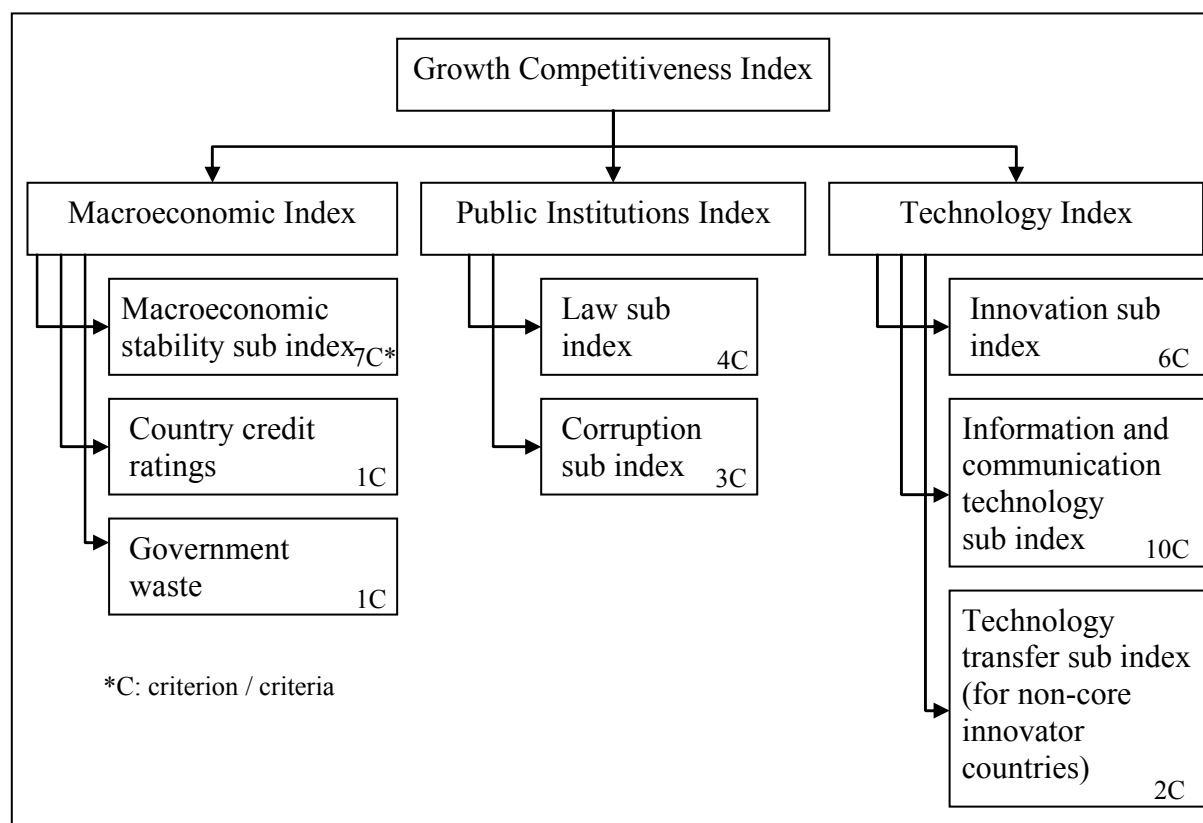 Growth Competitiveness Index
Macroeconomic Index
Public Institutions Index
Technology Index
Macroeconomic
stability sub index
7C*
Country credit
ratings
1C
Government
waste
1C
*C: criterion / criteria
Law sub
index
4C
Corruption
sub index
3C
Innovation sub
index
6C
Information and
communication
technology
sub index
10C
Technology
transfer sub index
(for non-core
innovator
countries)
2C